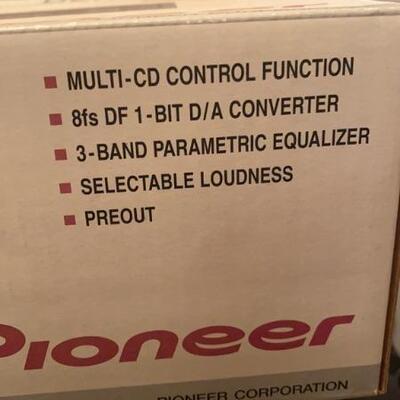 MULTI-CD CONTROL FUNCTION
8fs DF 1-BIT D/A CONVERTER
3-BAND PARAMETRIC EQUALIZER
SELECTABLE LOUDNESS
PREOUT
Pioneer
PIONEER CORPORATION